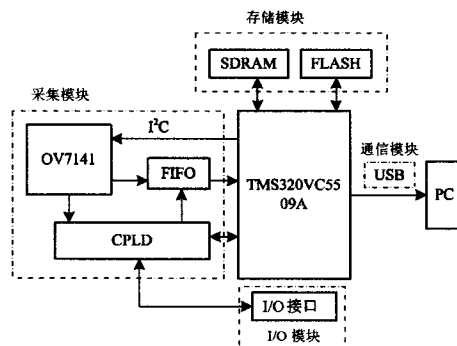 存储模块
SDRAM
FLASH
采集模块
I²C
OV7141
FIFO
CPLD
TMS320VC55
09A
通信模块
USB
PC
I/O 接口
I/O 模块